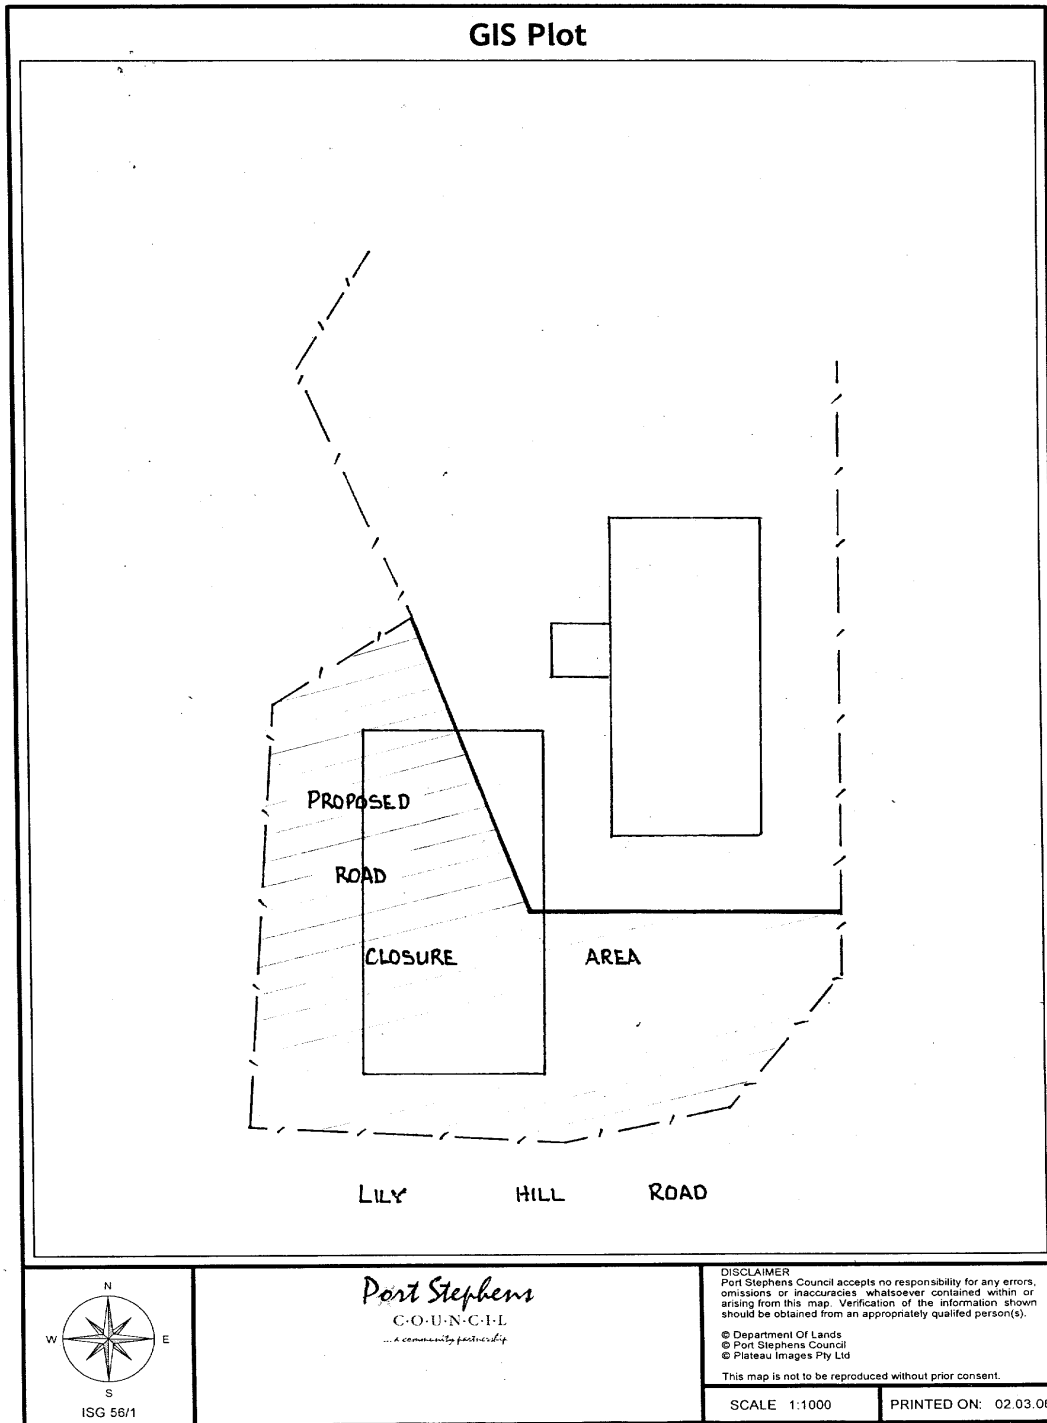 GIS Plot
PROPOSED
ROAD
CLOSURE AREA
LILY HILL ROAD
N
W E
S
ISG 56/1
Port Stephens
C·O·U·N·C·I·L
... a community partnership
DISCLAIMER
Port Stephens Council accepts no responsibility for any errors,
omissions or inaccuracies whatsoever contained within or
arising from this map. Verification of the information shown
should be obtained from an appropriately qualifed person(s).
© Department Of Lands
© Port Stephens Council
© Plateau Images Pty Ltd
This map is not to be reproduced without prior consent.
SCALE 1:1000
PRINTED ON: 02.03.06